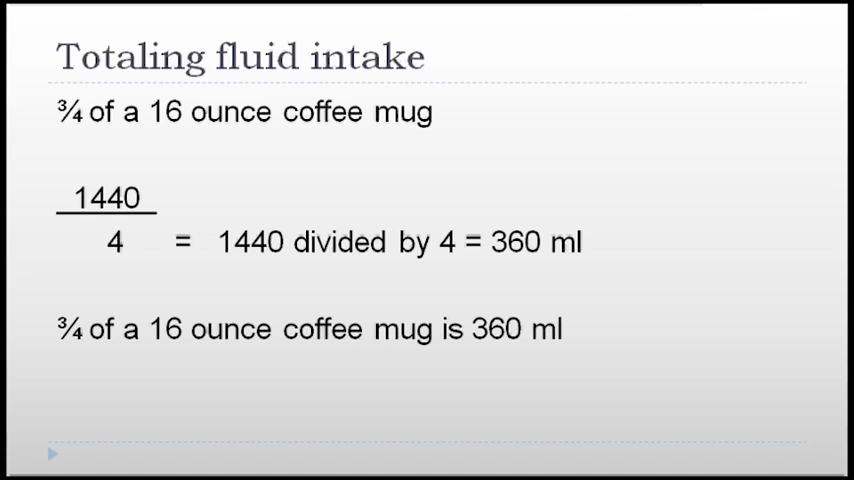 Totaling fluid intake
¾ of a 16 ounce coffee mug
1440
4 = 1440 divided by 4 = 360 ml
¾ of a 16 ounce coffee mug is 360 ml